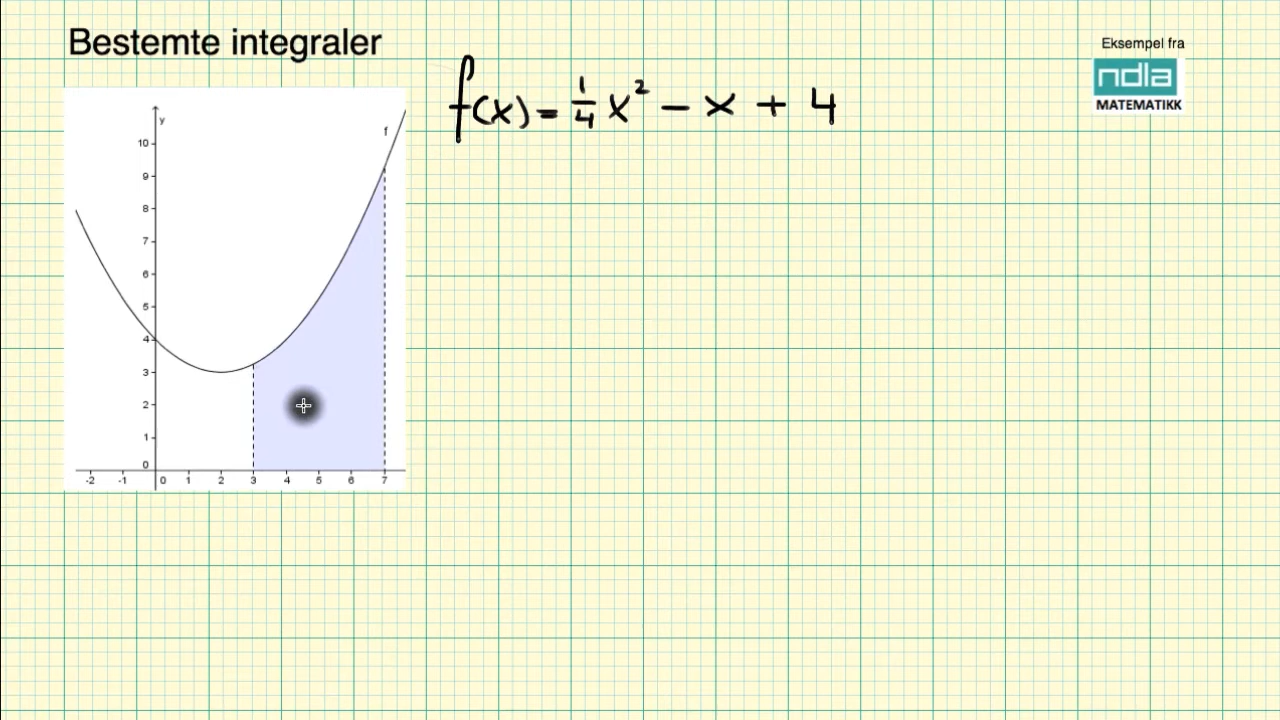 Bestemte integraler
f(x) = 1/4 x² − x + 4
Eksempel fra
ndla
MATEMATIKK
y
f
10
9
8
7
6
5
4
3
2
1
0
-2 -1 0 1 2 3 4 5 6 7